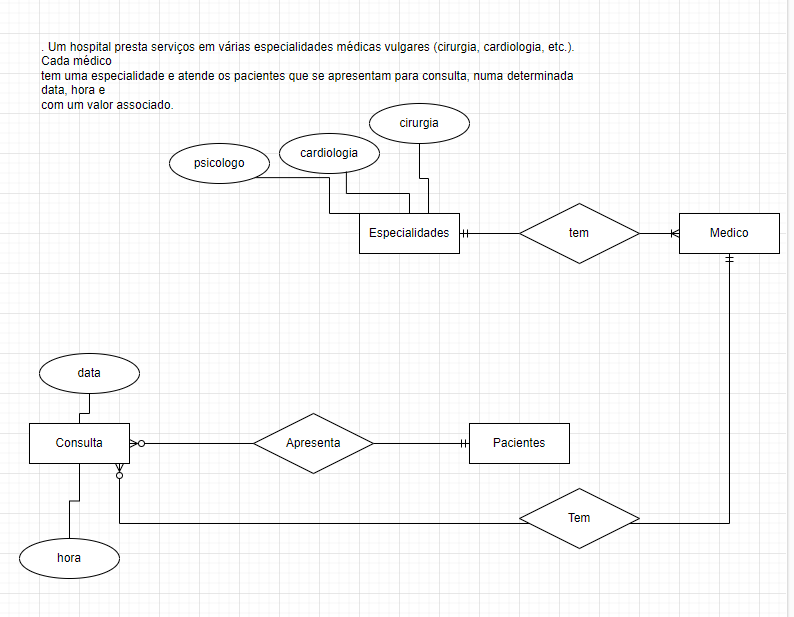 . Um hospital presta serviços em várias especialidades médicas vulgares (cirurgia, cardiologia, etc.).
Cada médico
tem uma especialidade e atende os pacientes que se apresentam para consulta, numa determinada
data, hora e
com um valor associado.
cirurgia
cardiologia
psicologo
Especialidades
tem
Medico
data
Consulta
Apresenta
Pacientes
Tem
hora